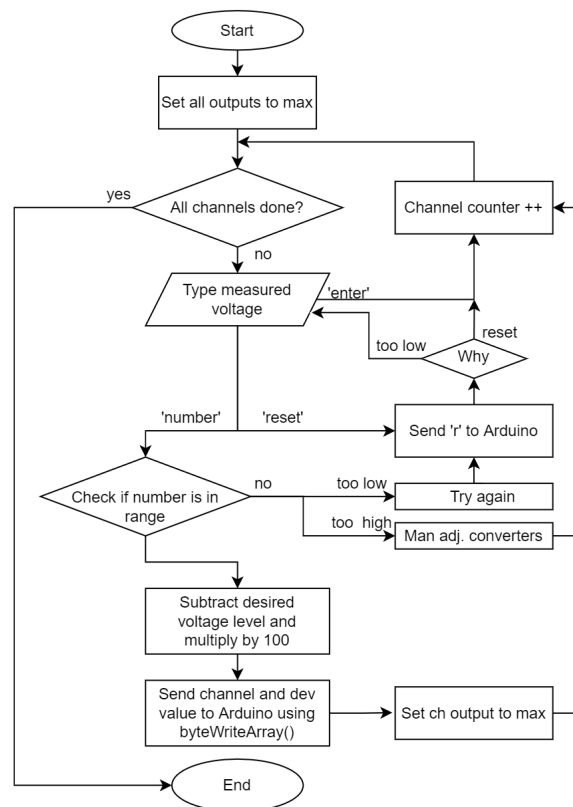 Start
Set all outputs to max
yes
All channels done?
Channel counter ++
no
Type measured
voltage
'enter'
reset
too low
Why
'number'
'reset'
Send 'r' to Arduino
Check if number is in
range
no
too low
Try again
too high
Man adj. converters
Subtract desired
voltage level and
multiply by 100
Send channel and dev
value to Arduino using
byteWriteArray()
Set ch output to max
End